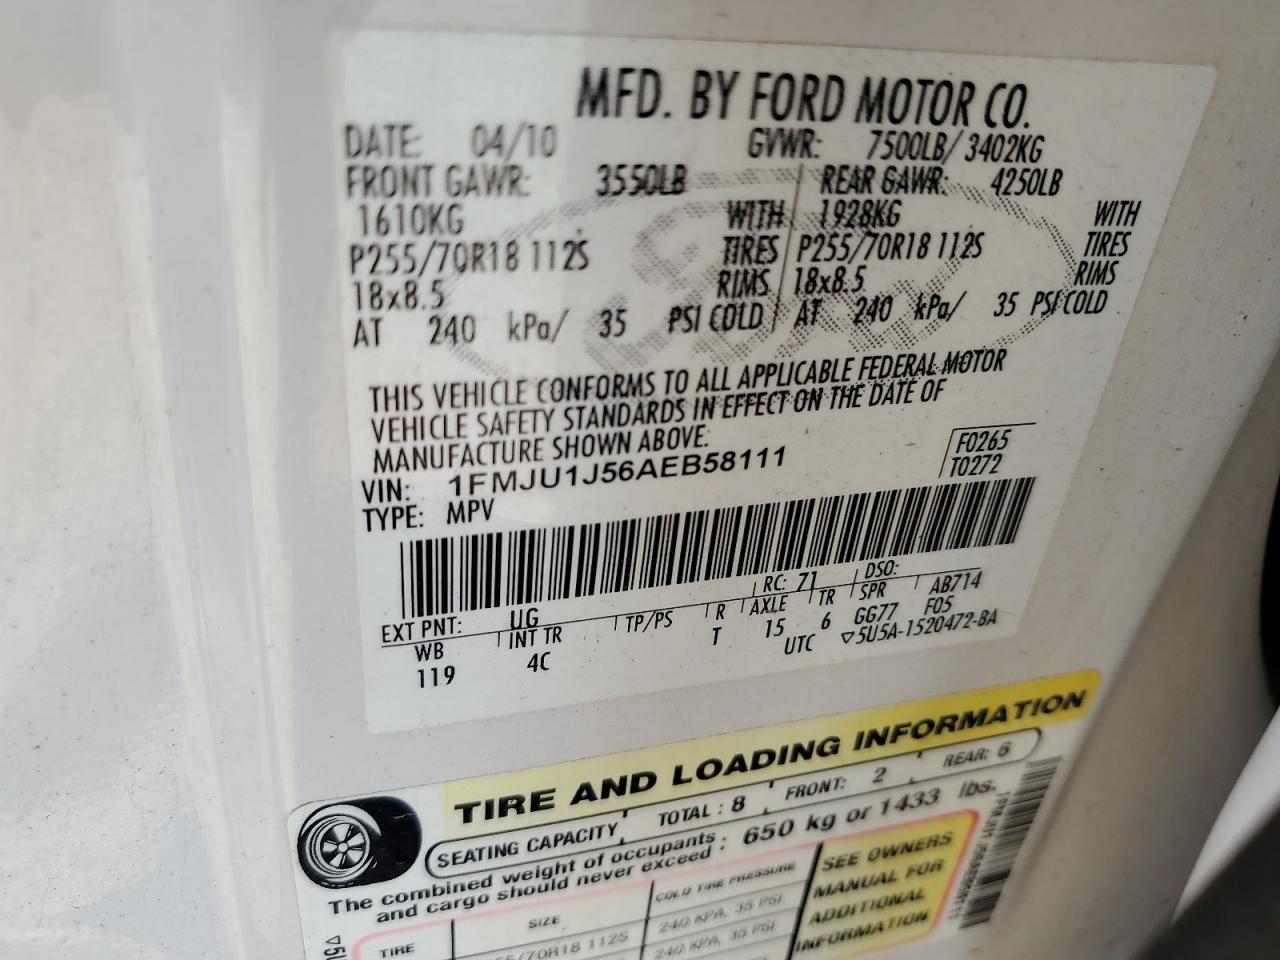 MFD. BY FORD MOTOR CO.
DATE: 04/10 GVWR: 7500LB/ 3402KG
FRONT GAWR: 3550LB REAR GAWR: 4250LB
1610KG WITH 1928KG WITH
P255/70R18 112S TIRES P255/70R18 112S TIRES
18x8.5 RIMS 18x8.5 RIMS
AT 240 kPa/ 35 PSI COLD AT 240 kPa/ 35 PSI COLD
THIS VEHICLE CONFORMS TO ALL APPLICABLE FEDERAL MOTOR
VEHICLE SAFETY STANDARDS IN EFFECT ON THE DATE OF
MANUFACTURE SHOWN ABOVE.
F0265
VIN: 1FMJU1J56AEB58111 T0272
TYPE: MPV
EXT PNT: UG RC: 71 DSO:
WB INT TR TP/PS R AXLE TR SPR AB714
119 4C T 15 6 GG77 F05
UTC ▽5U5A-1520472-BA
TIRE AND LOADING INFORMATION
SEATING CAPACITY TOTAL : 8 FRONT: 2 REAR: 6
The combined weight of occupants : 650 kg or 1433 lbs.
and cargo should never exceed :
TIRE SIZE COLD TIRE PRESSURE
/70R18 112S 240 KPA, 35 PSI
240 KPA, 35 PSI
SEE OWNERS
MANUAL FOR
ADDITIONAL
INFORMATION